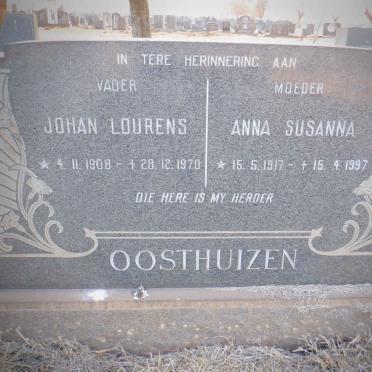 IN TERE HERINNERING AAN
VADER
JOHAN LOURENS
★ 4.11.1908 - ✝ 28.12.1970
MOEDER
ANNA SUSANNA
★ 15.5.1917 - ✝ 15.4.1997
DIE HERE IS MY HERDER
OOSTHUIZEN